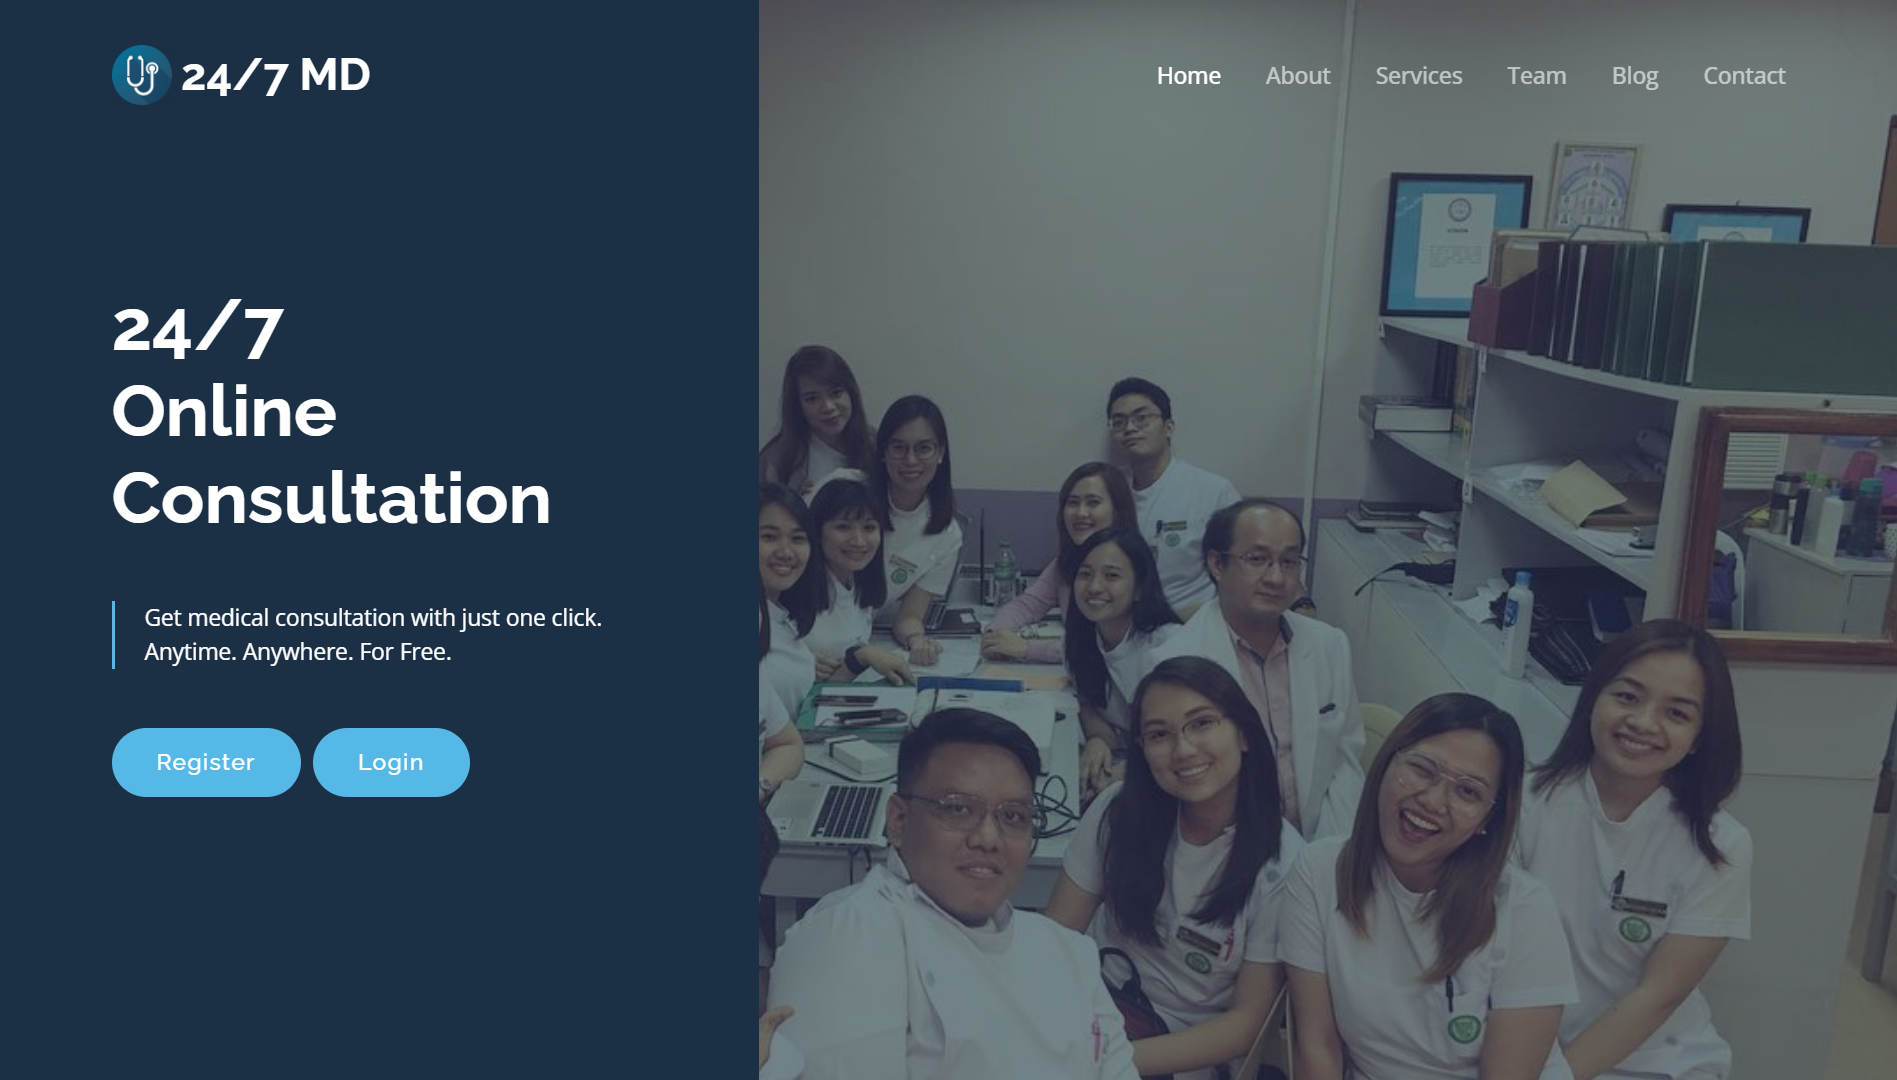 24/7 MD
Home
About
Services
Team
Blog
Contact
24/7
Online
Consultation
Get medical consultation with just one click.
Anytime. Anywhere. For Free.
Register
Login